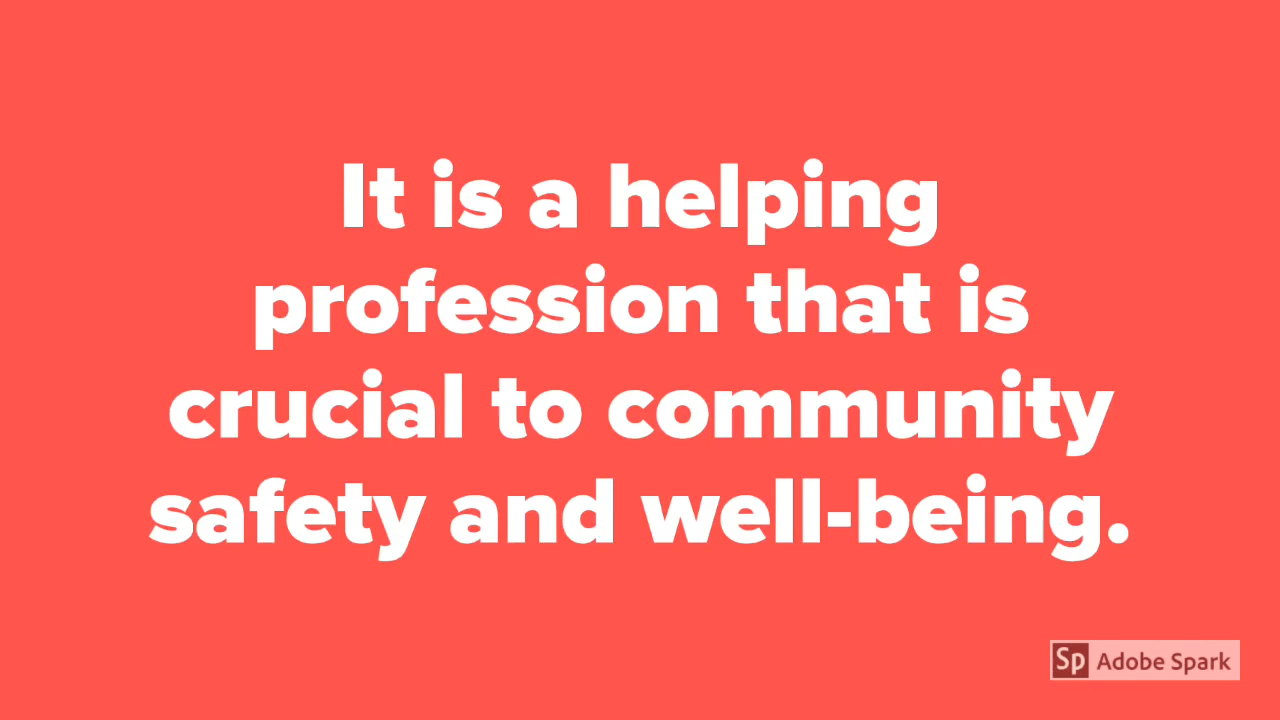 It is a helping
profession that is
crucial to community
safety and well-being.
Sp Adobe Spark